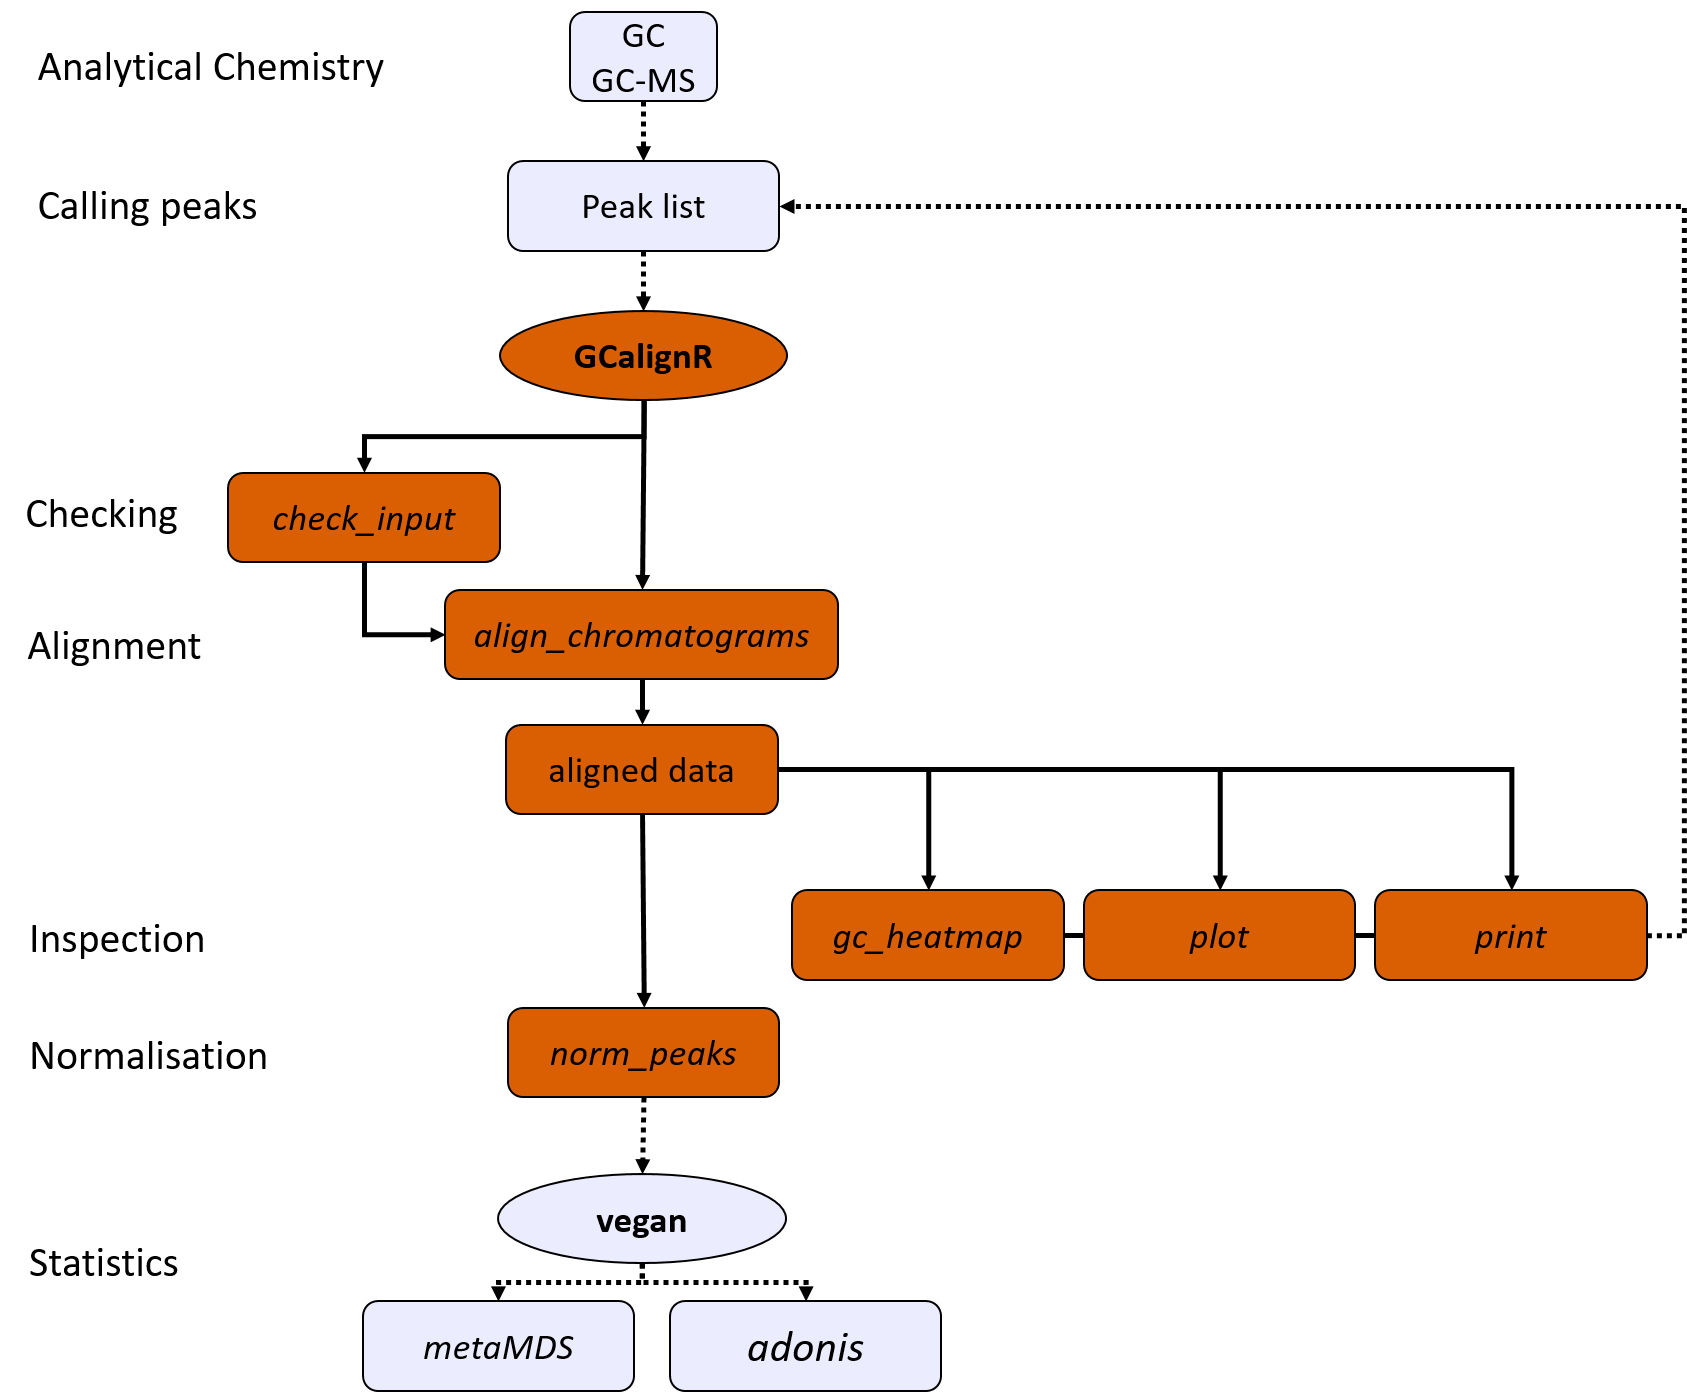 GC
Analytical Chemistry
GC-MS
Calling peaks
Peak list
GCalignR
Checking
check_input
Alignment
align_chromatograms
aligned data
Inspection
gc_heatmap
plot
print
Normalisation
norm_peaks
vegan
Statistics
metaMDS
adonis